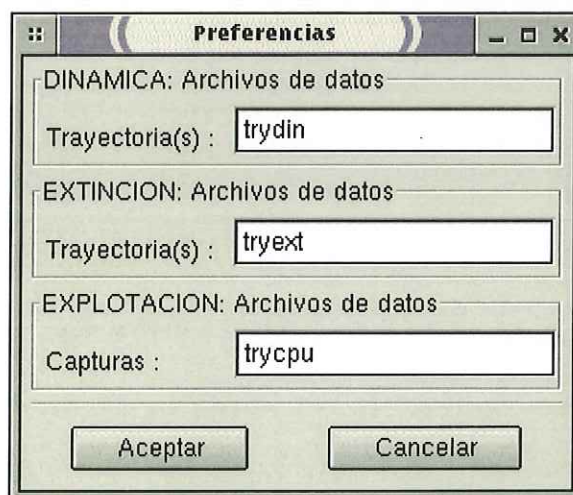 Preferencias
DINAMICA: Archivos de datos
Trayectoria(s) : trydin
EXTINCION: Archivos de datos
Trayectoria(s) : tryext
EXPLOTACION: Archivos de datos
Capturas : trycpu
Aceptar Cancelar